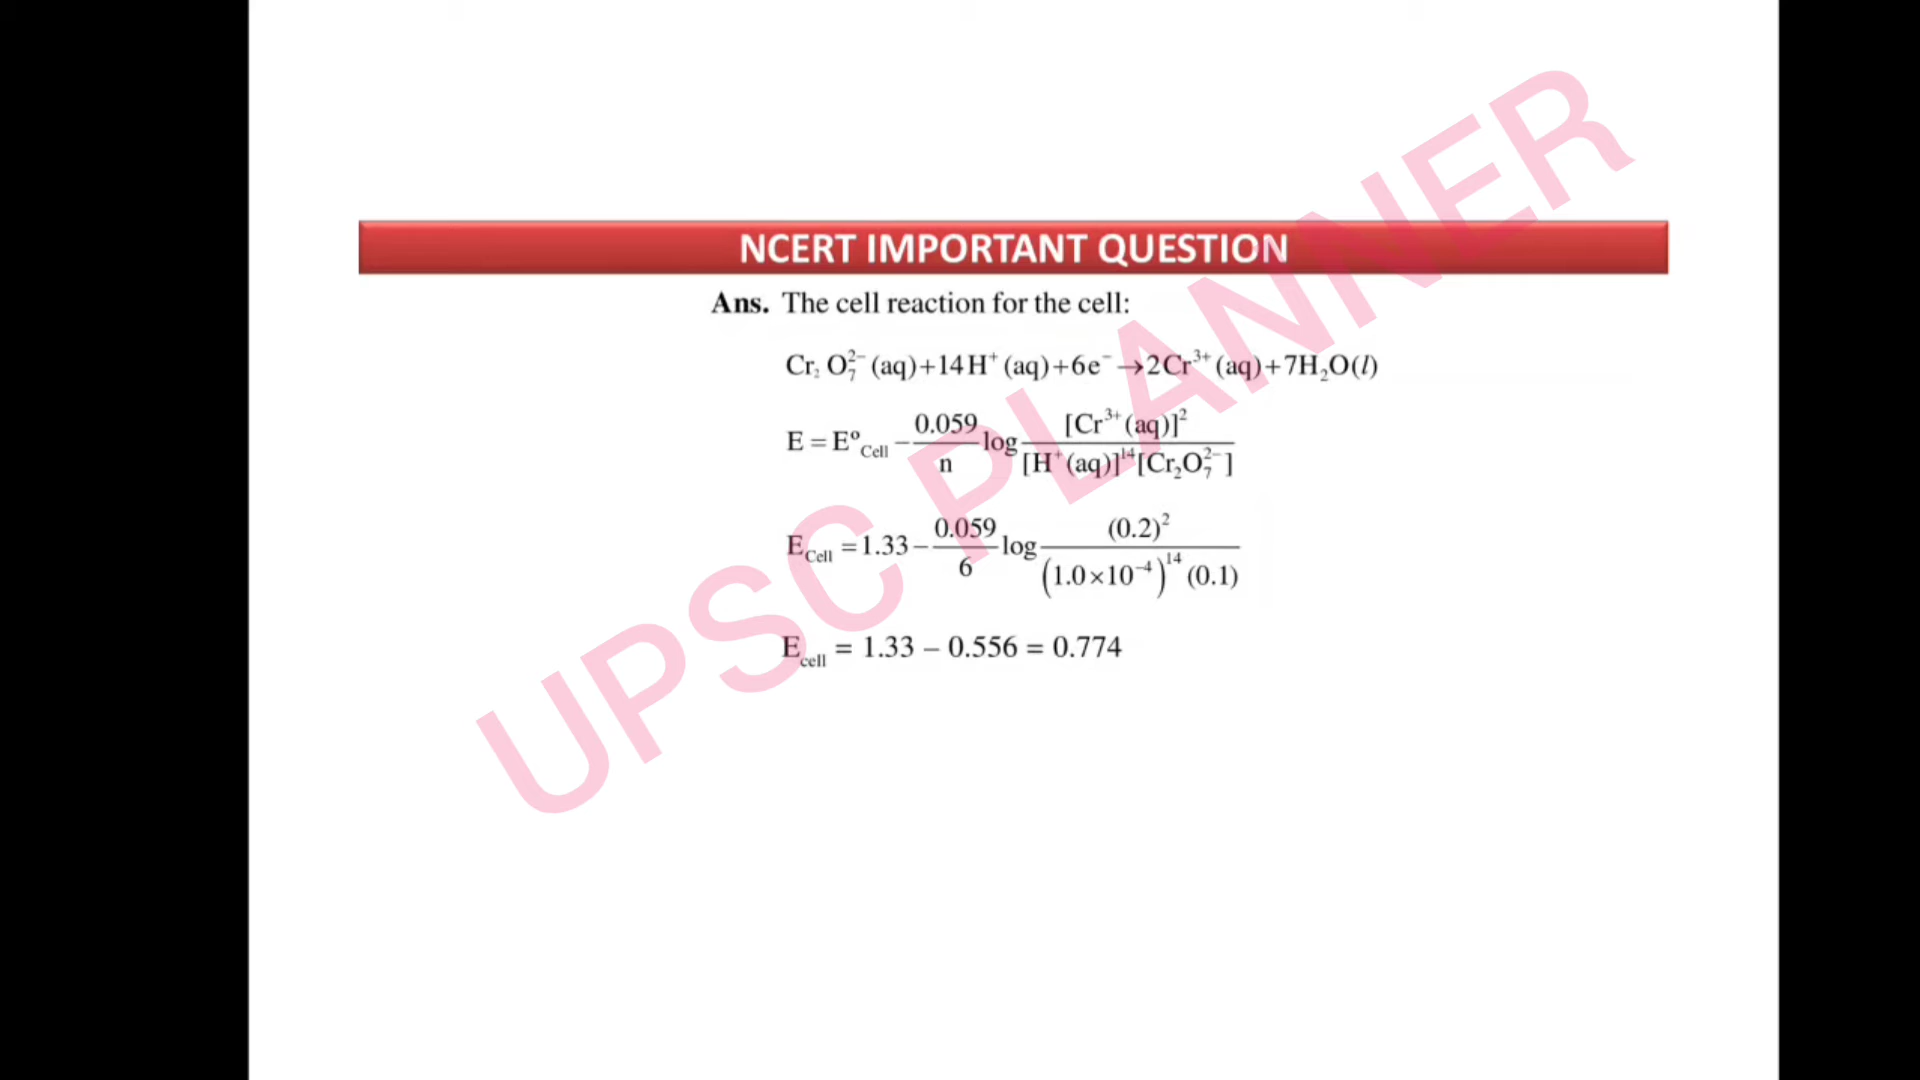 NCERT IMPORTANT QUESTION
Ans. The cell reaction for the cell:
Cr₂ O₇²⁻ (aq)+14H⁺ (aq)+6e⁻ →2Cr³⁺ (aq)+7H₂O(l)
E = E°Cell − 0.059/n log [Cr³⁺(aq)]²/[H⁺(aq)]¹⁴[Cr₂O₇²⁻]
ECell =1.33− 0.059/6 log (0.2)²/(1.0×10⁻⁴)¹⁴ (0.1)
Ecell = 1.33 – 0.556 = 0.774
UPSC PLANNER